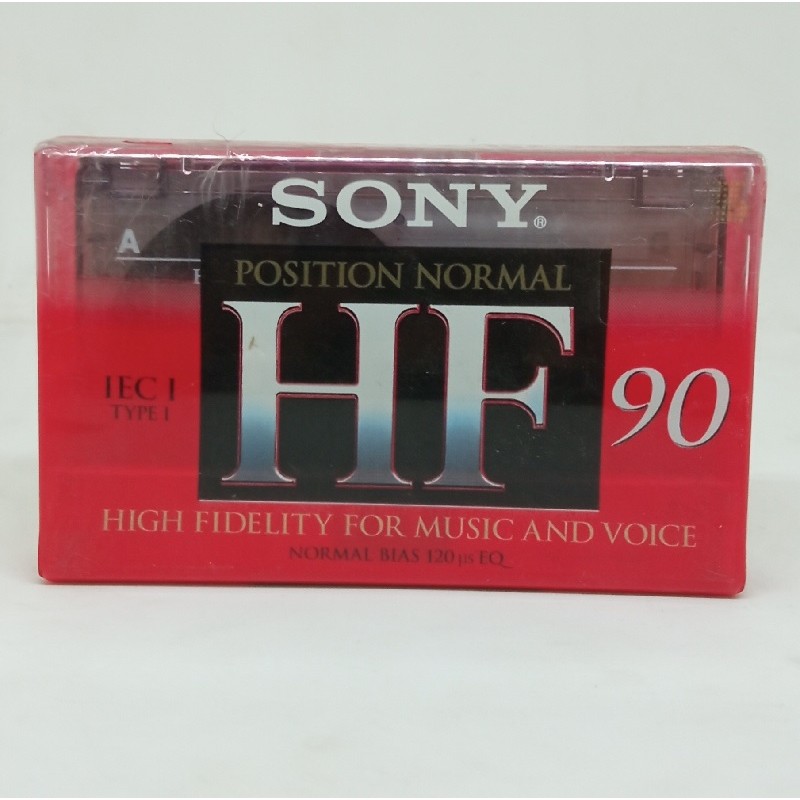 SONY®
A
POSITION NORMAL
HF
IEC I
TYPE I
90
HIGH FIDELITY FOR MUSIC AND VOICE
NORMAL BIAS 120 µs EQ